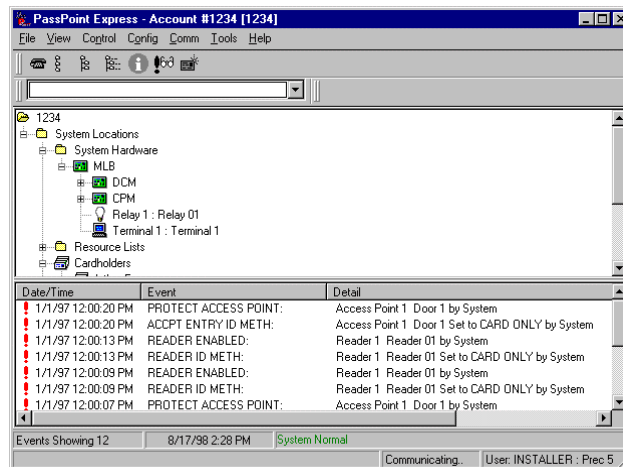 PassPoint Express - Account #1234 [1234]
File View Control Config Comm Tools Help
1234
System Locations
System Hardware
MLB
DCM
CPM
Relay 1 : Relay 01
Terminal 1 : Terminal 1
Resource Lists
Cardholders
Date/Time Event Detail
1/1/97 12:00:20 PM PROTECT ACCESS POINT: Access Point 1 Door 1 by System
1/1/97 12:00:20 PM ACCPT ENTRY ID METH: Access Point 1 Door 1 Set to CARD ONLY by System
1/1/97 12:00:13 PM READER ENABLED: Reader 1 Reader 01 by System
1/1/97 12:00:13 PM READER ID METH: Reader 1 Reader 01 Set to CARD ONLY by System
1/1/97 12:00:09 PM READER ENABLED: Reader 1 Reader 01 by System
1/1/97 12:00:09 PM READER ID METH: Reader 1 Reader 01 Set to CARD ONLY by System
1/1/97 12:00:07 PM PROTECT ACCESS POINT: Access Point 1 Door 1 by System
Events Showing 12 8/17/98 2:28 PM System Normal
Communicating.. User: INSTALLER : Prec 5